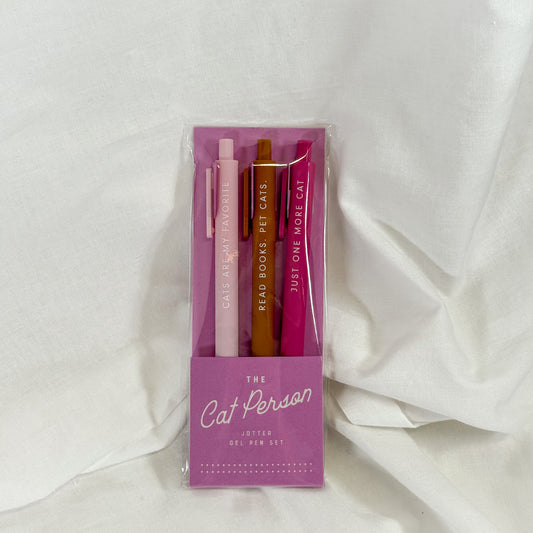 CATS ARE MY FAVORITE
READ BOOKS. PET CATS.
JUST ONE MORE CAT
THE
Cat Person
JOTTER
GEL PEN SET